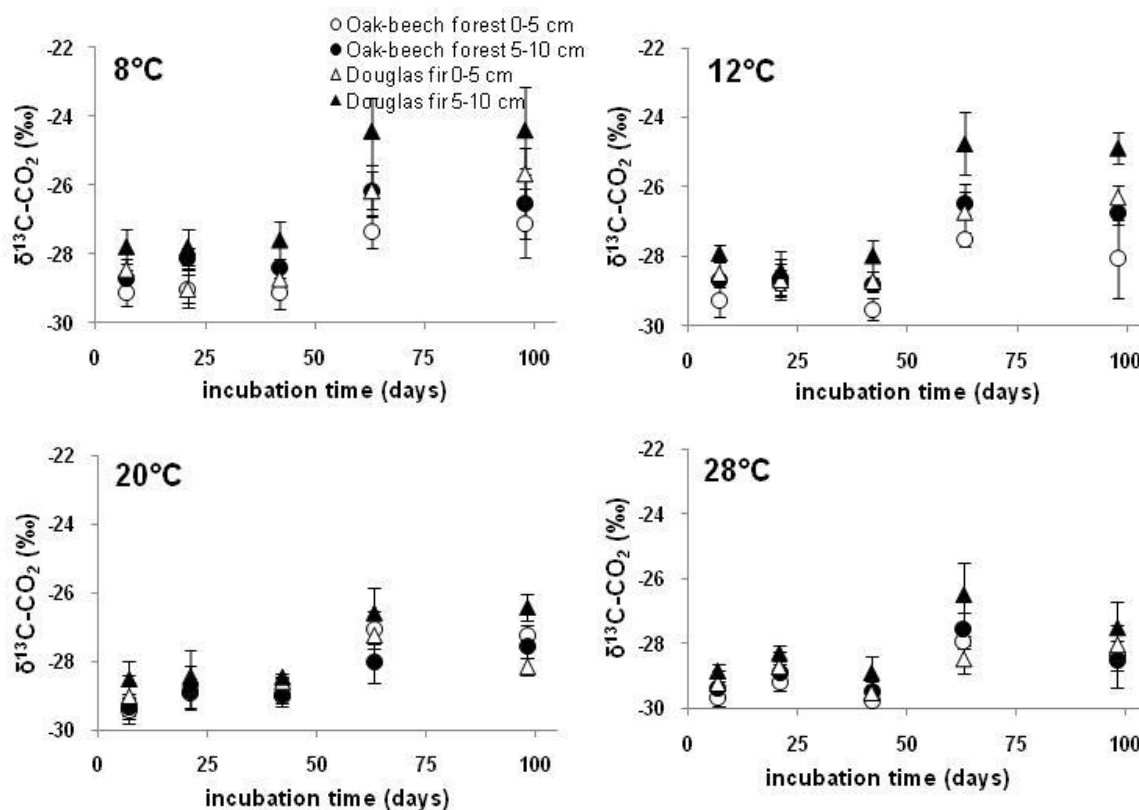 Oak-beech forest 0-5 cm
Oak-beech forest 5-10 cm
Douglas fir 0-5 cm
Douglas fir 5-10 cm
8°C
-22
-24
-26
-28
-30
δ¹³C-CO₂ (‰)
0 25 50 75 100
incubation time (days)
12°C
-22
-24
-26
-28
-30
δ¹³C-CO₂ (‰)
0 25 50 75 100
incubation time (days)
20°C
-22
-24
-26
-28
-30
δ¹³C-CO₂ (‰)
0 25 50 75 100
incubation time (days)
28°C
-22
-24
-26
-28
-30
δ¹³C-CO₂ (‰)
0 25 50 75 100
incubation time (days)